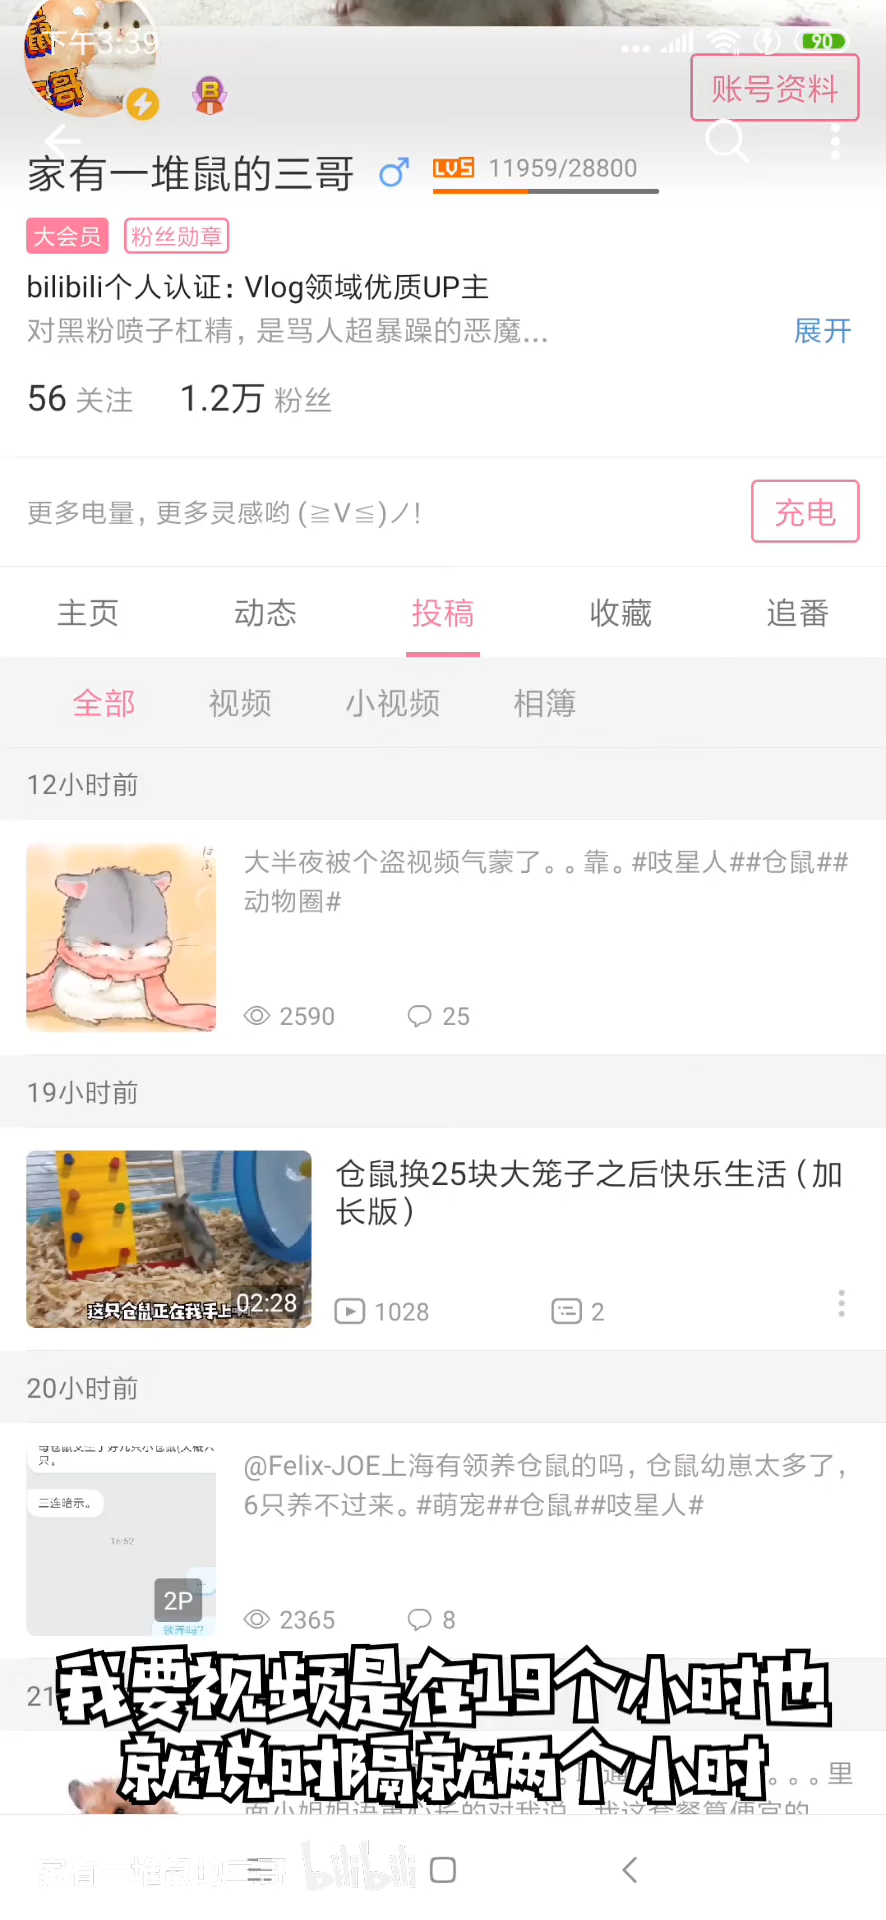 下午3:39
90
鼠
哥
账号资料
家有一堆鼠的三哥
LV5
11959/28800
大会员
粉丝勋章
bilibili个人认证：Vlog领域优质UP主
对黑粉喷子杠精，是骂人超暴躁的恶魔...
展开
56 关注
1.2万 粉丝
更多电量，更多灵感哟 (≧V≦)ノ!
充电
主页
动态
投稿
收藏
追番
全部
视频
小视频
相簿
12小时前
大半夜被个盗视频气蒙了。。靠。#吱星人##仓鼠##
动物圈#
2590
25
19小时前
仓鼠换25块大笼子之后快乐生活（加
长版）
这只仓鼠正在我手上
02:28
1028
2
20小时前
@Felix-JOE上海有领养仓鼠的吗，仓鼠幼崽太多了，
6只养不过来。#萌宠##仓鼠##吱星人#
只。
三连暗示。
16:52
2P
领养吗?
2365
8
21
我要视频是在19个小时也
就说时隔就两个小时
。。。里
家有一堆鼠的三哥 bilibili